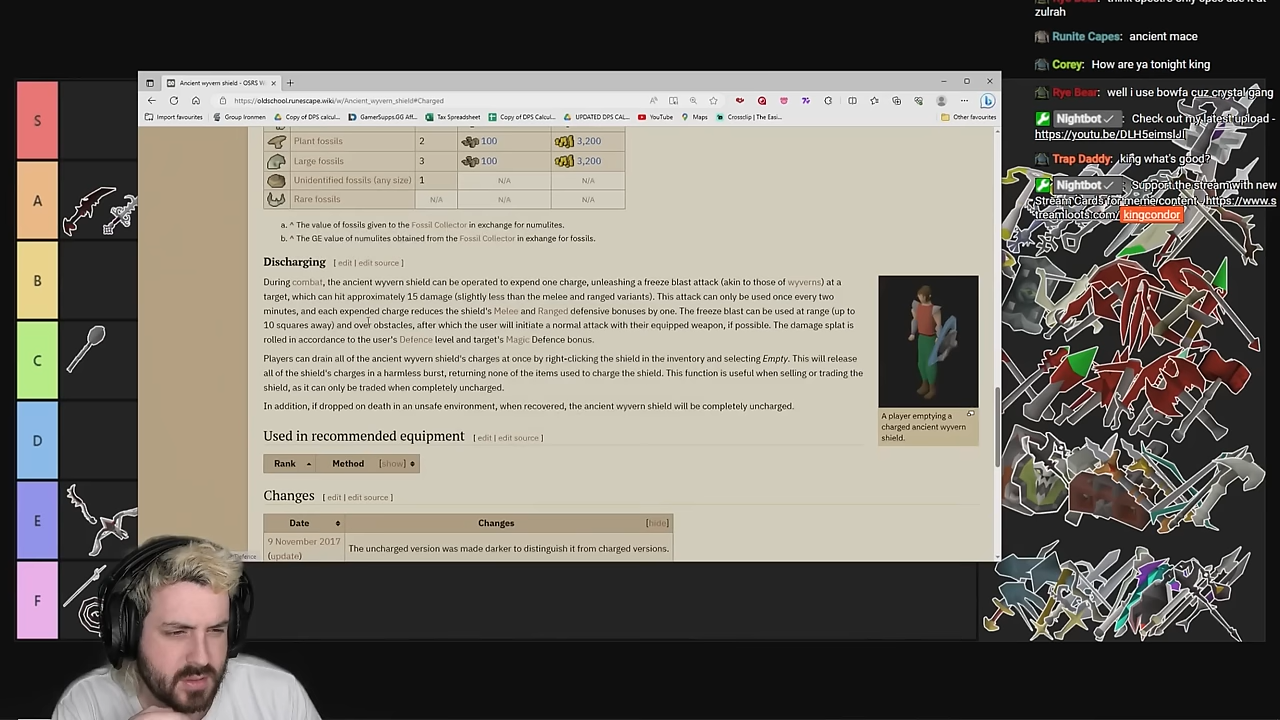 zulrah
Runite Capes: ancient mace
Corey: How are ya tonight king
Rye Bear: well i use bowfa cuz crystal gang
Nightbot ✓: Check out my latest upload -
https://youtu.be/DLH5eimsIJI
Trap Daddy: king what's good?
Nightbot ✓: Support the stream with new
Stream Cards for meme content - https://www.s
treamloots.com/kingcondor
S
A
B
C
D
E
F
Ancient wyvern shield - OSRS W
https://oldschool.runescape.wiki/w/Ancient_wyvern_shield#Charged
Import favourites
Group Ironmen
Copy of DPS calcul...
GamerSupps.GG Aff...
Tax Spreadsheet
Copy of DPS calcul...
UPDATED DPS CAL...
YouTube
Maps
Crossclip | The Easi...
Other favourites
Plant fossils 2 100 3,200
Large fossils 3 100 3,200
Unidentified fossils (any size) 1 N/A N/A
Rare fossils N/A N/A N/A
a. ^ The value of fossils given to the Fossil Collector in exchange for numulites.
b. ^ The GE value of numulites obtained from the Fossil Collector in exhange for fossils.
Discharging [ edit | edit source ]
During combat, the ancient wyvern shield can be operated to expend one charge, unleashing a freeze blast attack (akin to those of wyverns) at a
target, which can hit approximately 15 damage (slightly less than the melee and ranged variants). This attack can only be used once every two
minutes, and each expended charge reduces the shield's Melee and Ranged defensive bonuses by one. The freeze blast can be used at range (up to
10 squares away) and over obstacles, after which the user will initiate a normal attack with their equipped weapon, if possible. The damage splat is
rolled in accordance to the user's Defence level and target's Magic Defence bonus.
Players can drain all of the ancient wyvern shield's charges at once by right-clicking the shield in the inventory and selecting Empty. This will release
all of the shield's charges in a harmless burst, returning none of the items used to charge the shield. This function is useful when selling or trading the
shield, as it can only be traded when completely uncharged.
In addition, if dropped on death in an unsafe environment, when recovered, the ancient wyvern shield will be completely uncharged.
A player emptying a
charged ancient wyvern
shield.
Used in recommended equipment [ edit | edit source ]
Rank Method [show]
Changes [ edit | edit source ]
Date Changes [hide]
9 November 2017
(update)
The uncharged version was made darker to distinguish it from charged versions.